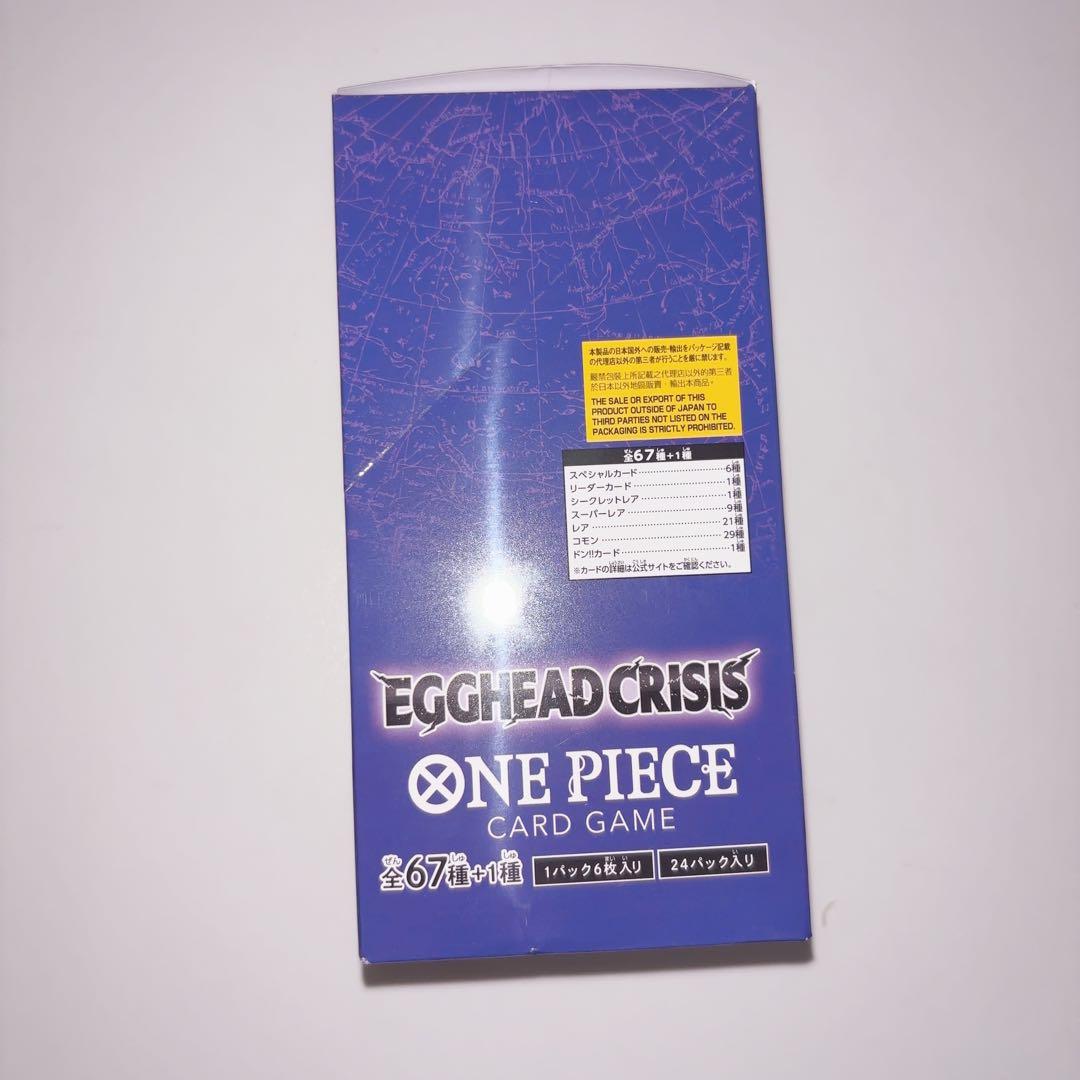 本製品の日本国外への販売・輸出をパッケージ記載
の代理店以外の第三者が行うことを厳に禁じます。
嚴禁包裝上所記載之代理店以外的第三者
於日本以外地區販賣・輸出本商品。
THE SALE OR EXPORT OF THIS
PRODUCT OUTSIDE OF JAPAN TO
THIRD PARTIES NOT LISTED ON THE
PACKAGING IS STRICTLY PROHIBITED.
全67種+1種
スペシャルカード 6種
リーダーカード 1種
シークレットレア 1種
スーパーレア 9種
レア 21種
コモン 29種
ドン!!カード 1種
※カードの詳細は公式サイトをご確認ください。
EGGHEAD CRISIS
ONE PIECE
CARD GAME
全67種+1種 1パック6枚入り 24パック入り